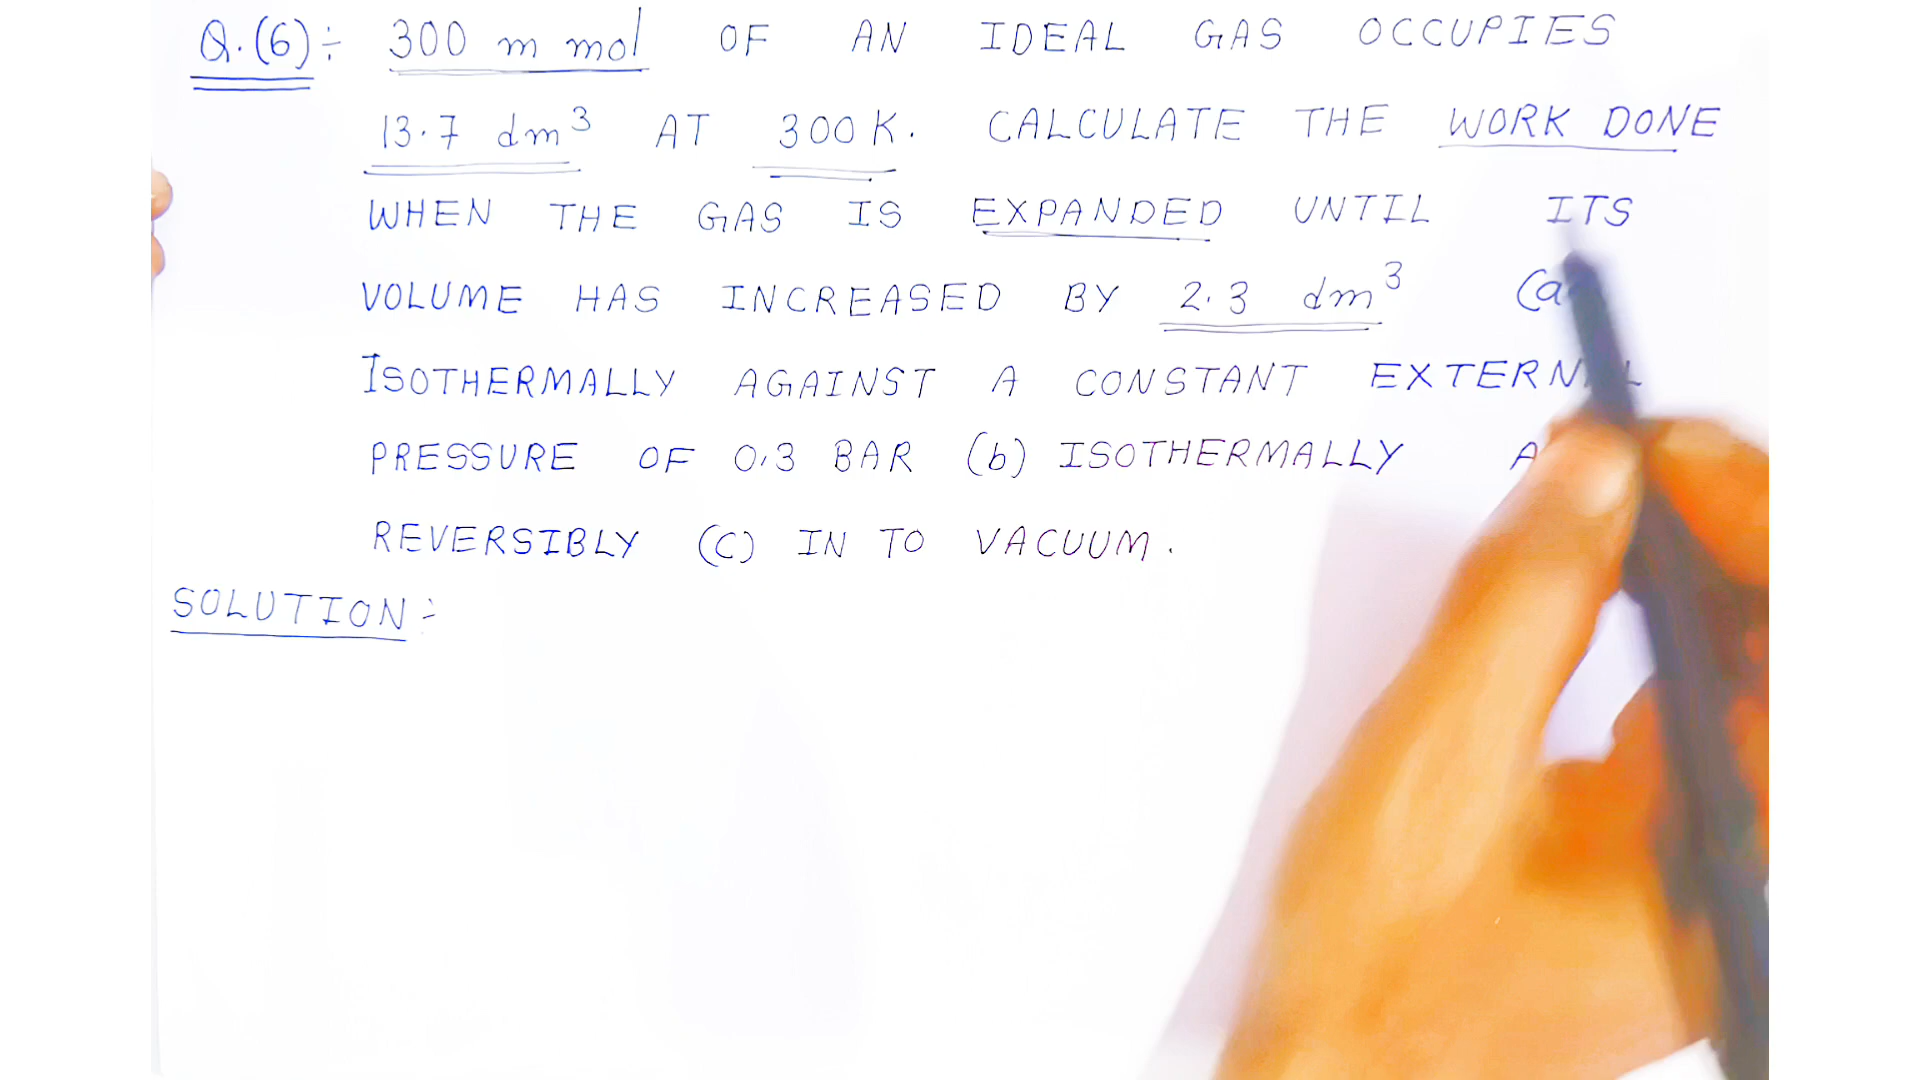 Q.(6):- 300 m mol OF AN IDEAL GAS OCCUPIES
13.7 dm³ AT 300K. CALCULATE THE WORK DONE
WHEN THE GAS IS EXPANDED UNTIL ITS
VOLUME HAS INCREASED BY 2.3 dm³ (a
ISOTHERMALLY AGAINST A CONSTANT
PRESSURE OF 0.3 BAR (b) ISOTHERMALLY
REVERSIBLY (C) IN TO VACUUM.
SOLUTION:-